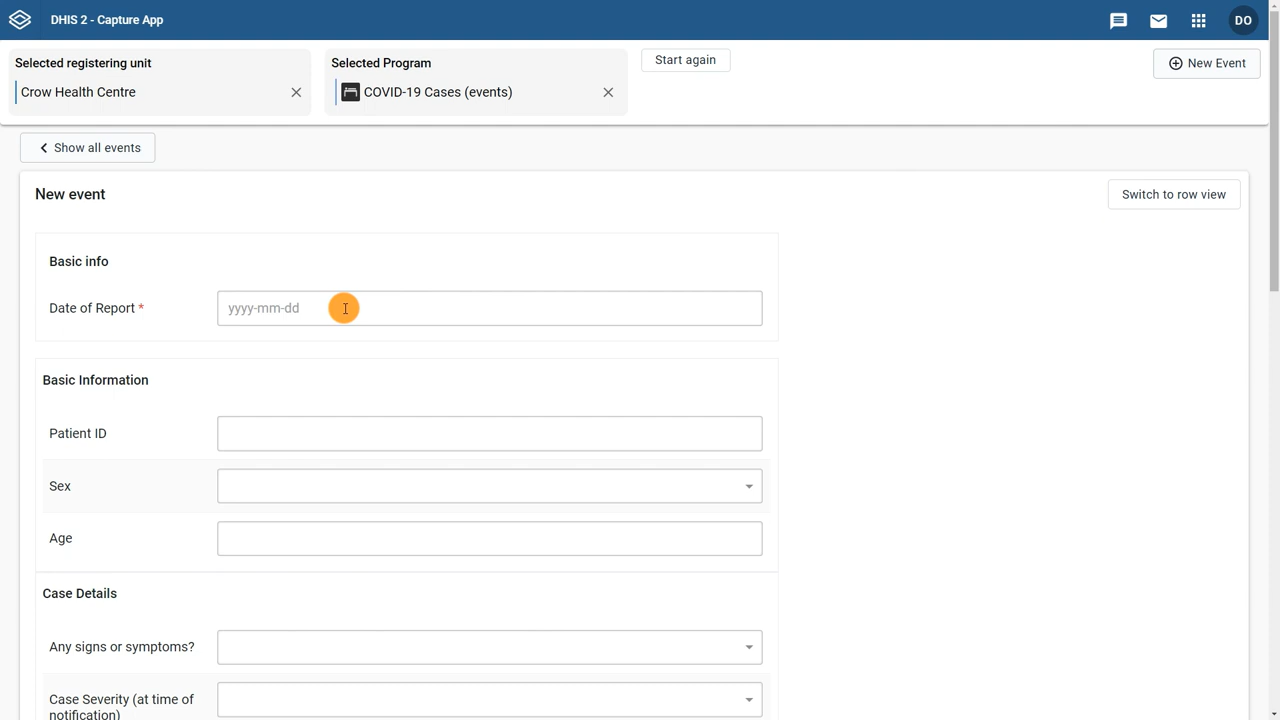 DHIS 2 - Capture App
DO
Selected registering unit
Crow Health Centre
Selected Program
COVID-19 Cases (events)
Start again
New Event
Show all events
New event
Switch to row view
Basic info
Date of Report *
yyyy-mm-dd
Basic Information
Patient ID
Sex
Age
Case Details
Any signs or symptoms?
Case Severity (at time of
notification)